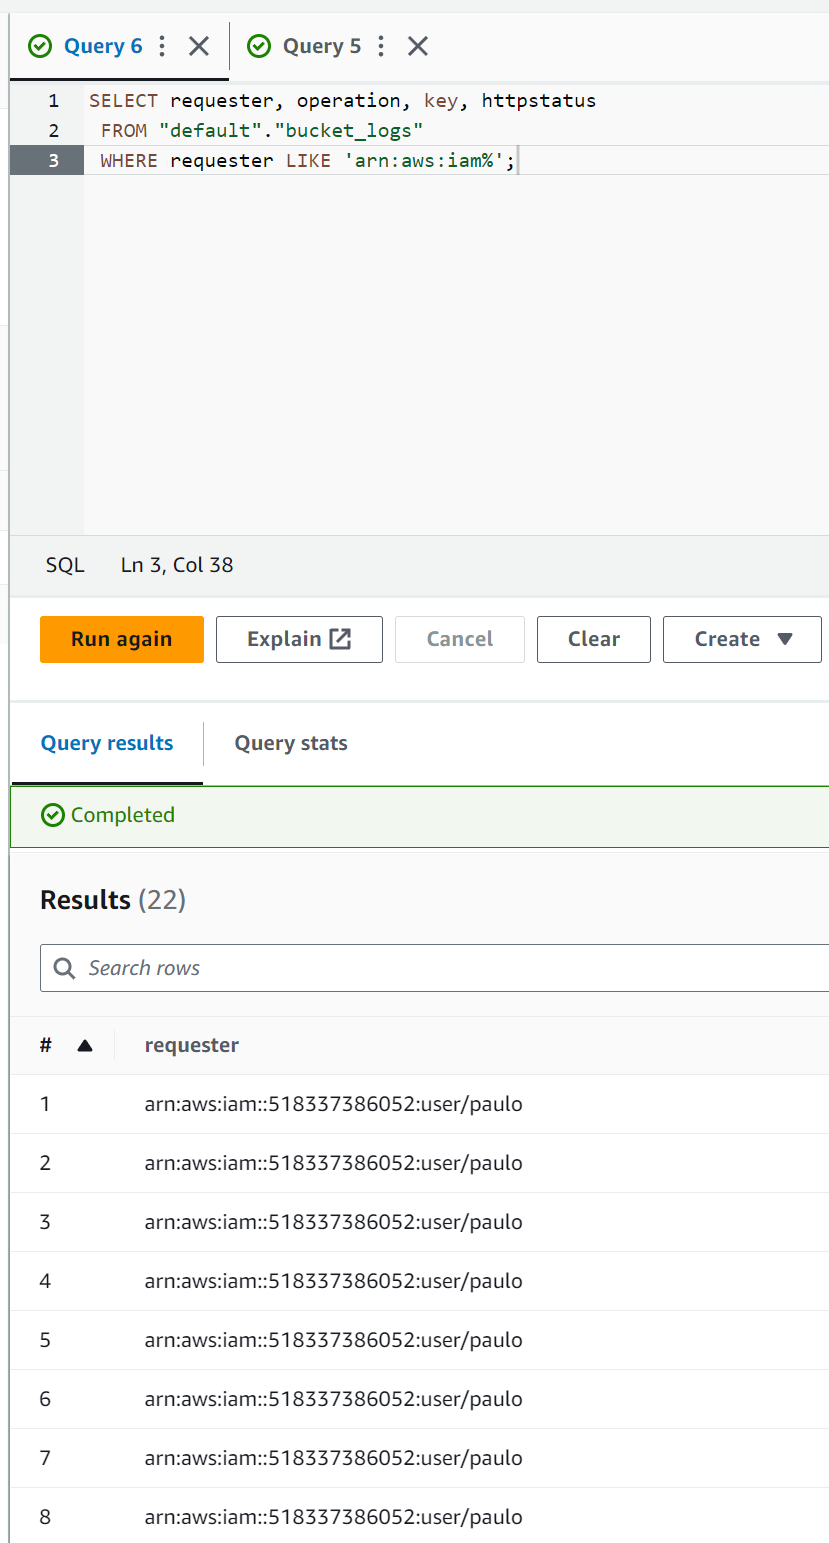 Query 6 Query 5
1 SELECT requester, operation, key, httpstatus
2 FROM "default"."bucket_logs"
3 WHERE requester LIKE 'arn:aws:iam%';
SQL Ln 3, Col 38
Run again Explain Cancel Clear Create
Query results Query stats
Completed
Results (22)
Search rows
# requester
1 arn:aws:iam::518337386052:user/paulo
2 arn:aws:iam::518337386052:user/paulo
3 arn:aws:iam::518337386052:user/paulo
4 arn:aws:iam::518337386052:user/paulo
5 arn:aws:iam::518337386052:user/paulo
6 arn:aws:iam::518337386052:user/paulo
7 arn:aws:iam::518337386052:user/paulo
8 arn:aws:iam::518337386052:user/paulo